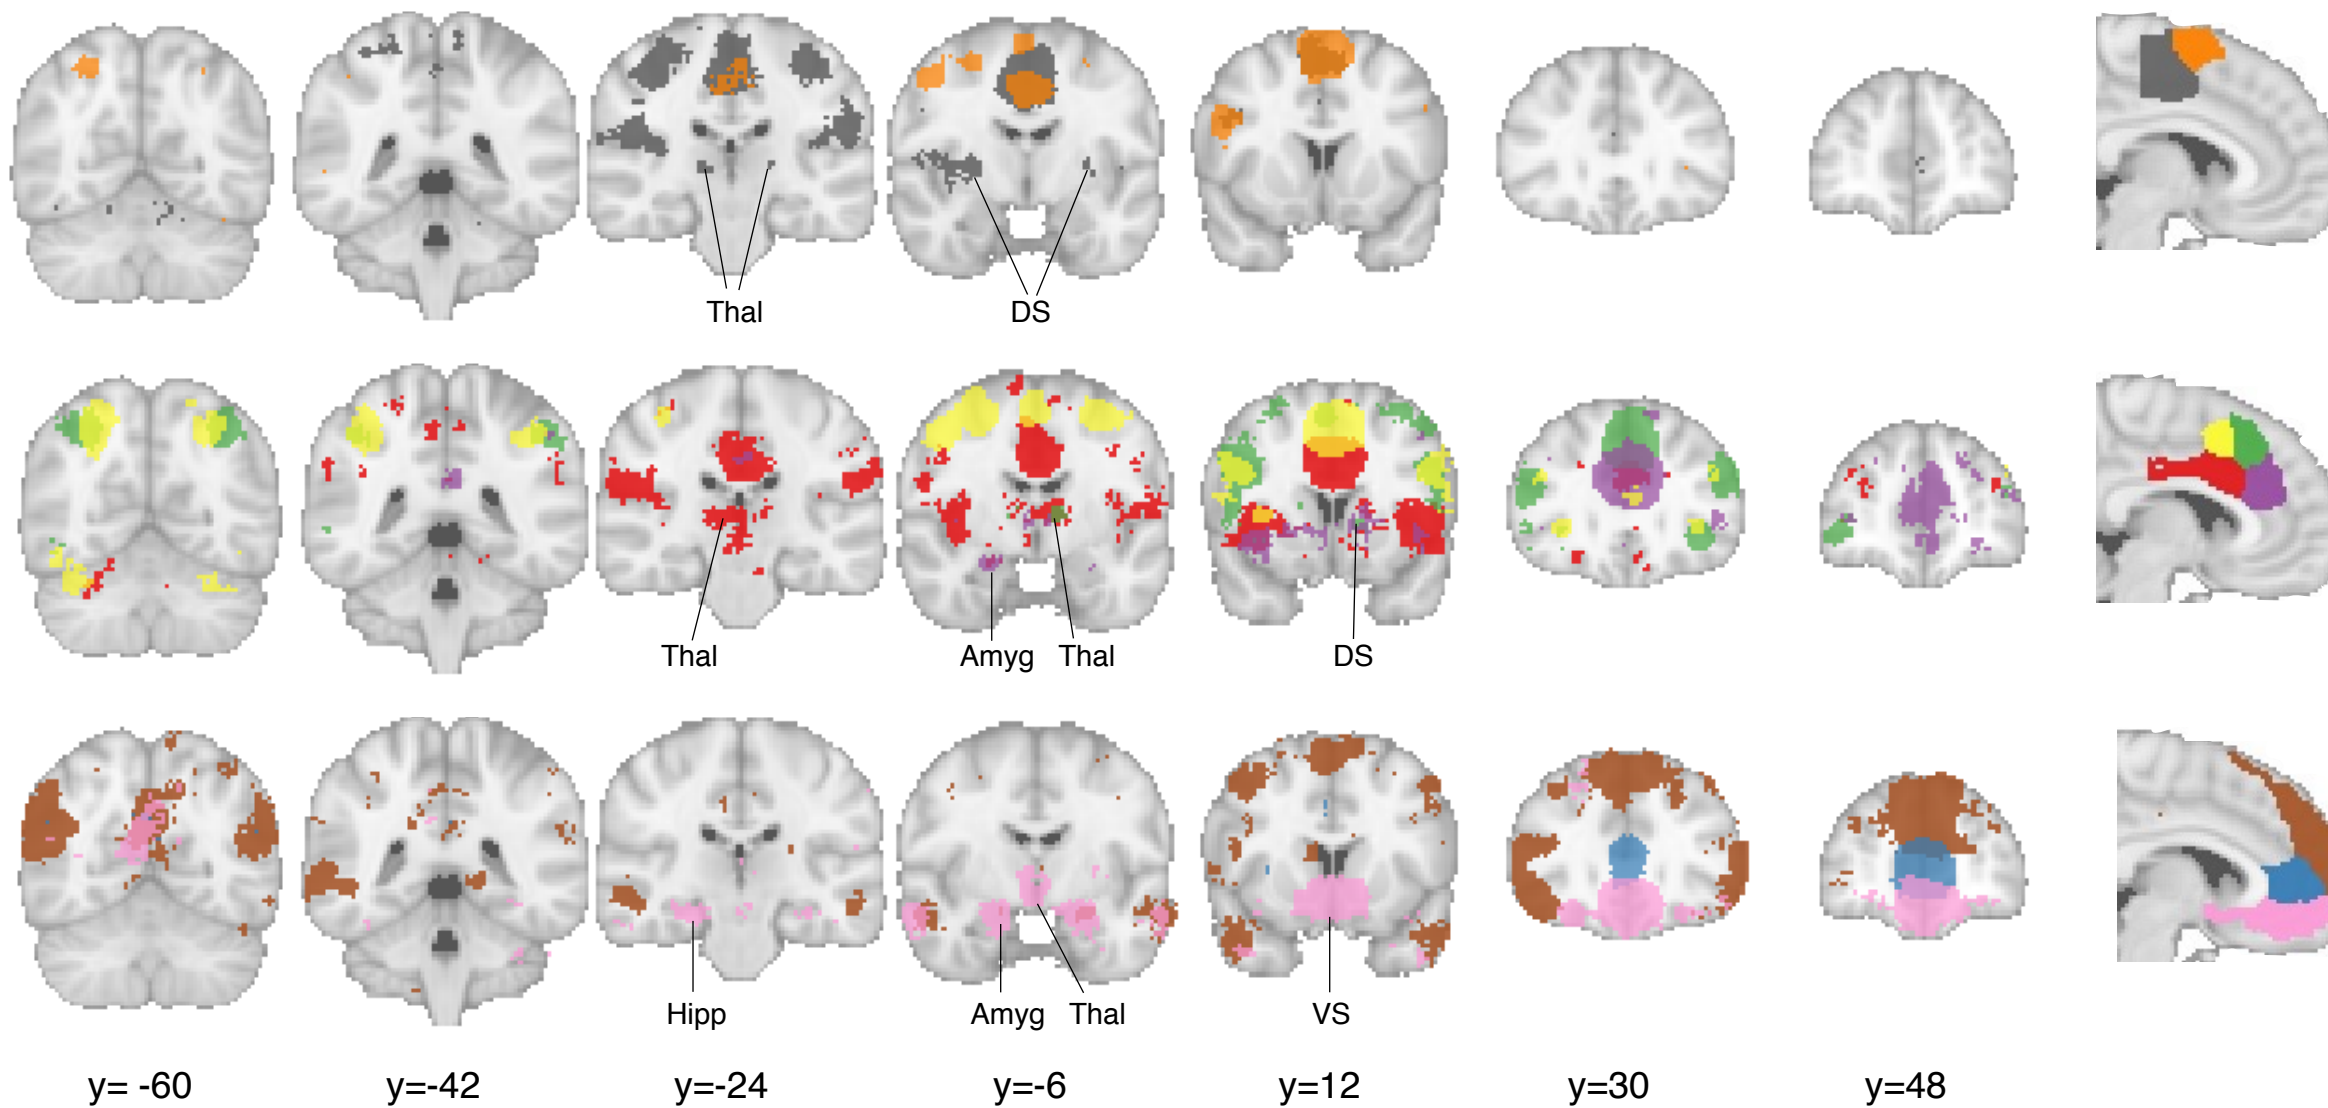 Thal DS
Thal Amyg Thal DS
Hipp Amyg Thal VS
y= -60 y=-42 y=-24 y=-6 y=12 y=30 y=48